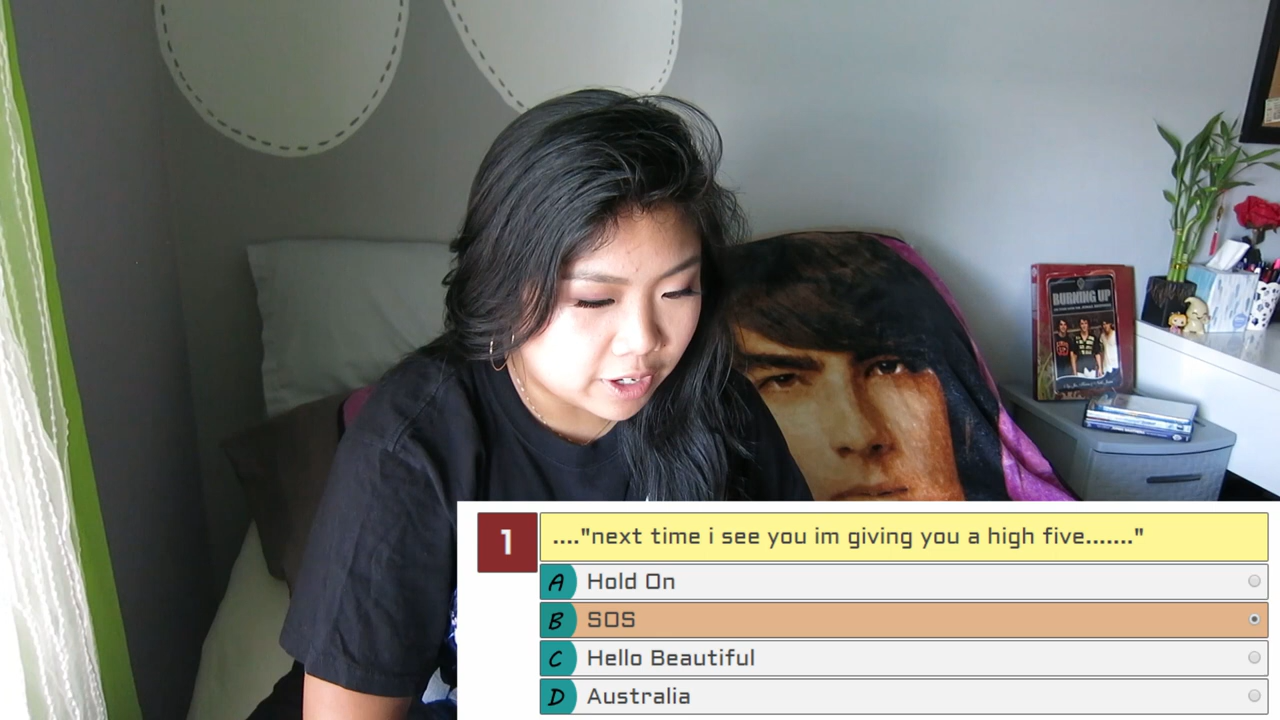 BURNING UP
1
...."next time i see you im giving you a high five......."
A Hold On
B SOS
C Hello Beautiful
D Australia